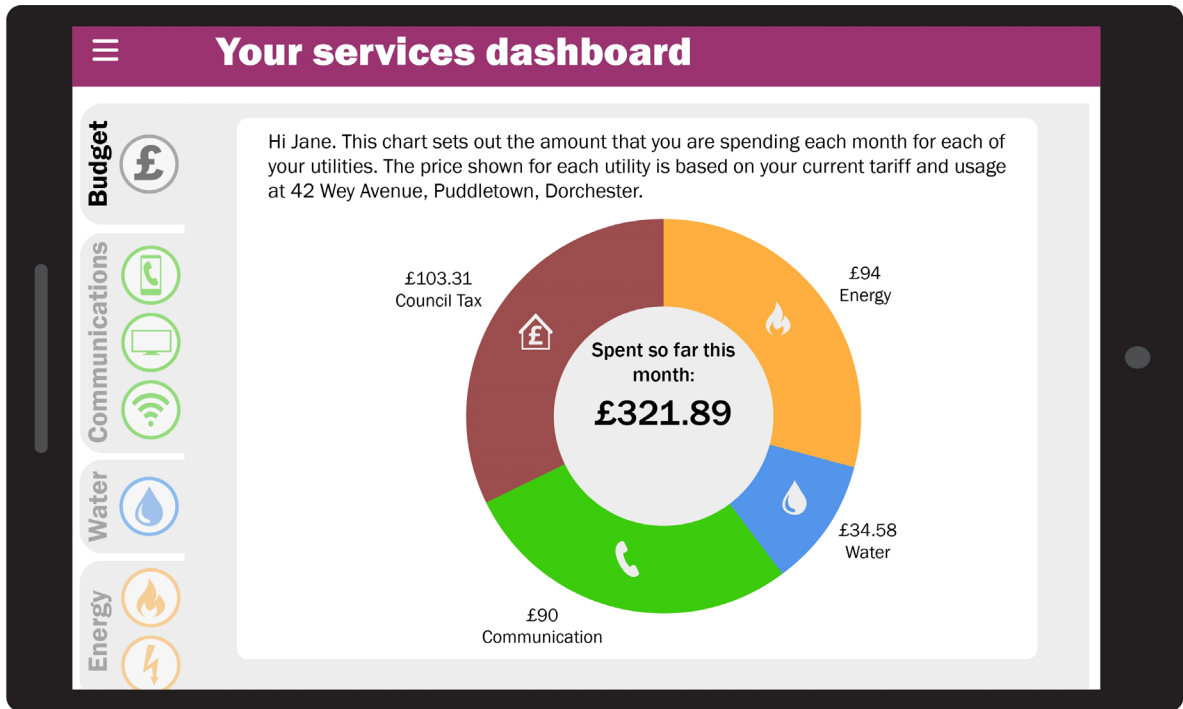 Your services dashboard
Budget
Communications
Water
Energy
Hi Jane. This chart sets out the amount that you are spending each month for each of
your utilities. The price shown for each utility is based on your current tariff and usage
at 42 Wey Avenue, Puddletown, Dorchester.
£103.31
Council Tax
£94
Energy
Spent so far this
month:
£321.89
£34.58
Water
£90
Communication